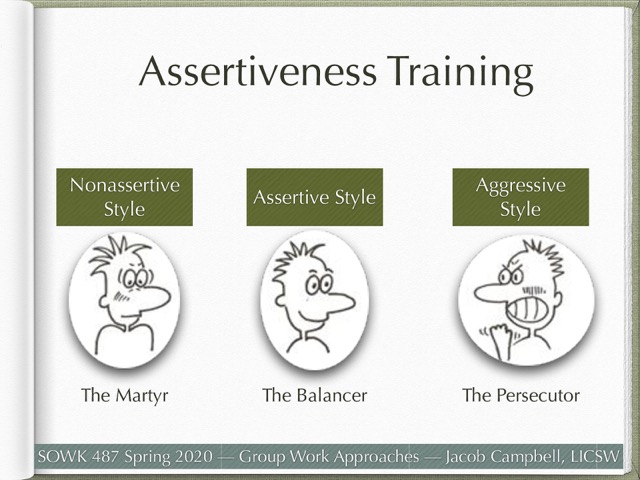 Assertiveness Training
Nonassertive
Style
Assertive Style
Aggressive
Style
The Martyr
The Balancer
The Persecutor
SOWK 487 Spring 2020 — Group Work Approaches — Jacob Campbell, LICSW